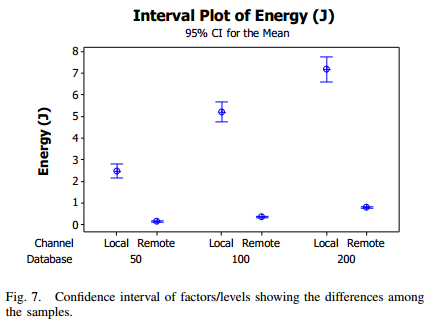 Interval Plot of Energy (J)
95% CI for the Mean
Energy (J)
8
7
6
5
4
3
2
1
0
Channel Local Remote Local Remote Local Remote
Database 50 100 200
Fig. 7. Confidence interval of factors/levels showing the differences among
the samples.